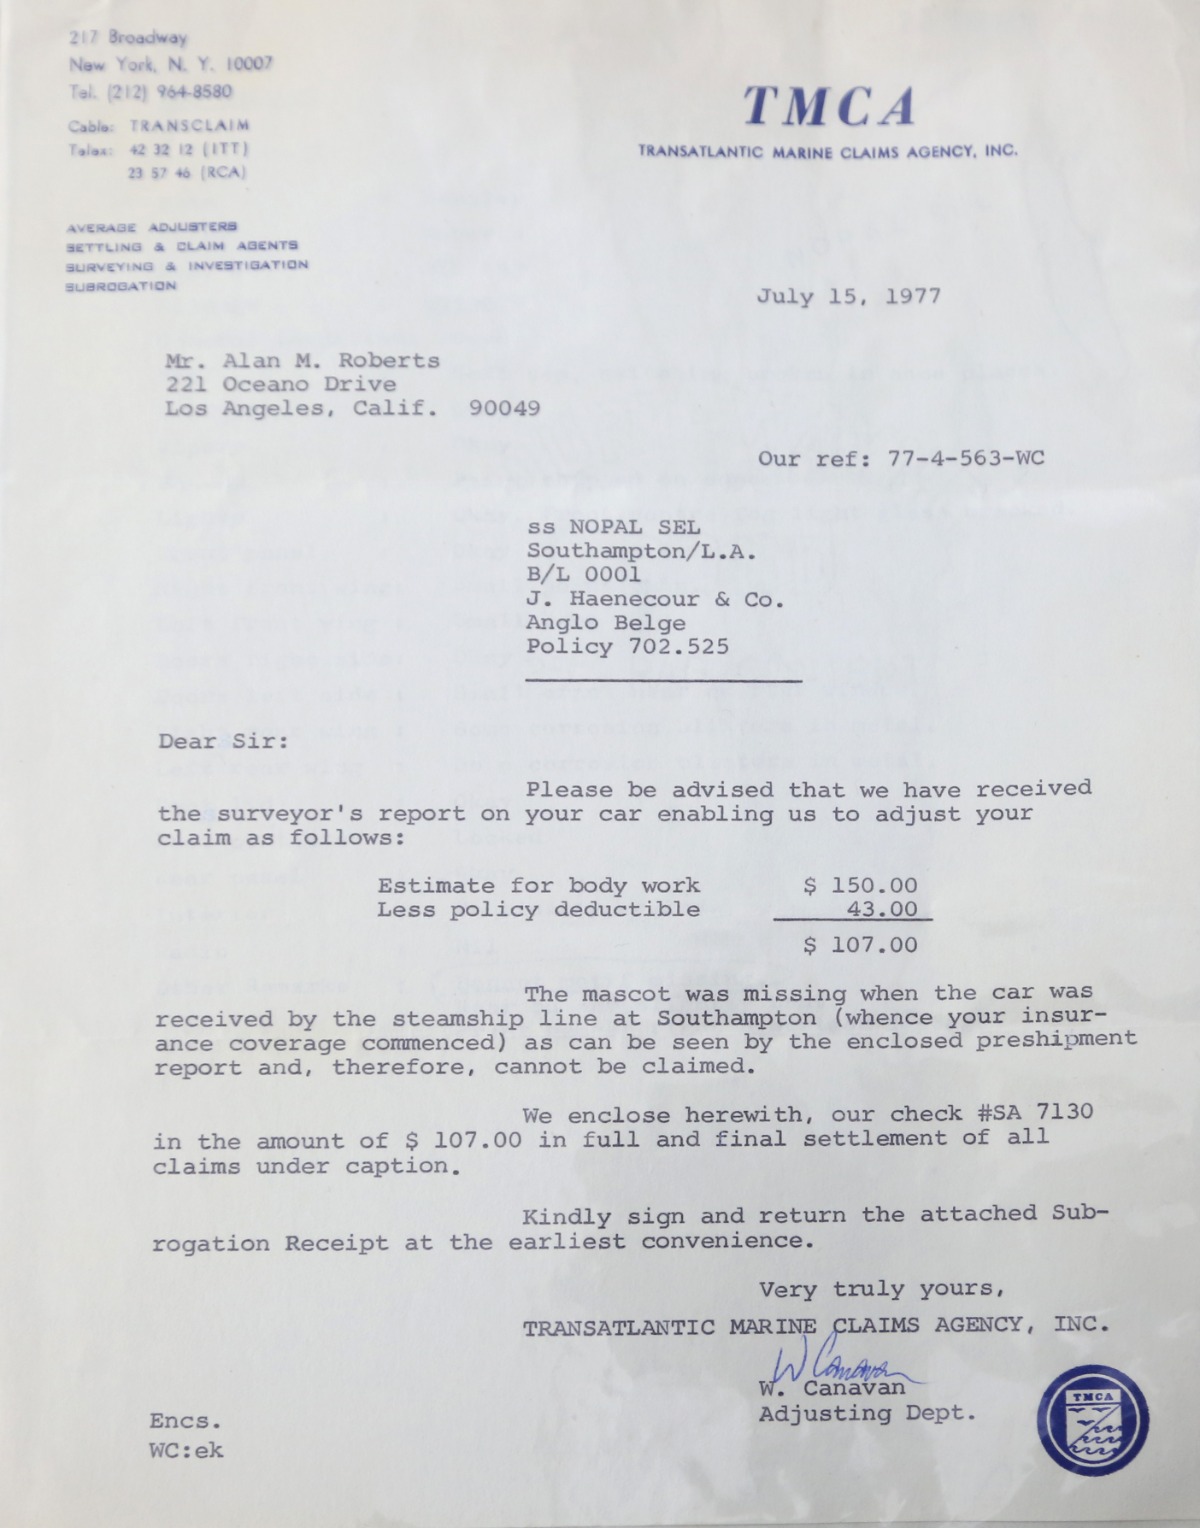 217 Broadway
New York, N. Y. 10007
Tel. (212) 964-8580
Cable: TRANSCLAIM
Telex: 42 32 12 (ITT)
23 57 46 (RCA)
AVERAGE ADJUSTERS
SETTLING & CLAIM AGENTS
SURVEYING & INVESTIGATION
SUBROGATION
TMCA
TRANSATLANTIC MARINE CLAIMS AGENCY, INC.
July 15, 1977
Mr. Alan M. Roberts
221 Oceano Drive
Los Angeles, Calif. 90049
Our ref: 77-4-563-WC
ss NOPAL SEL
Southampton/L.A.
B/L 0001
J. Haenecour & Co.
Anglo Belge
Policy 702.525
Dear Sir:
Please be advised that we have received
the surveyor's report on your car enabling us to adjust your
claim as follows:
Estimate for body work $ 150.00
Less policy deductible 43.00
$ 107.00
The mascot was missing when the car was
received by the steamship line at Southampton (whence your insur-
ance coverage commenced) as can be seen by the enclosed preshipment
report and, therefore, cannot be claimed.
We enclose herewith, our check #SA 7130
in the amount of $ 107.00 in full and final settlement of all
claims under caption.
Kindly sign and return the attached Sub-
rogation Receipt at the earliest convenience.
Very truly yours,
TRANSATLANTIC MARINE CLAIMS AGENCY, INC.
W Canavan
W. Canavan
Adjusting Dept.
TMCA
Encs.
WC:ek